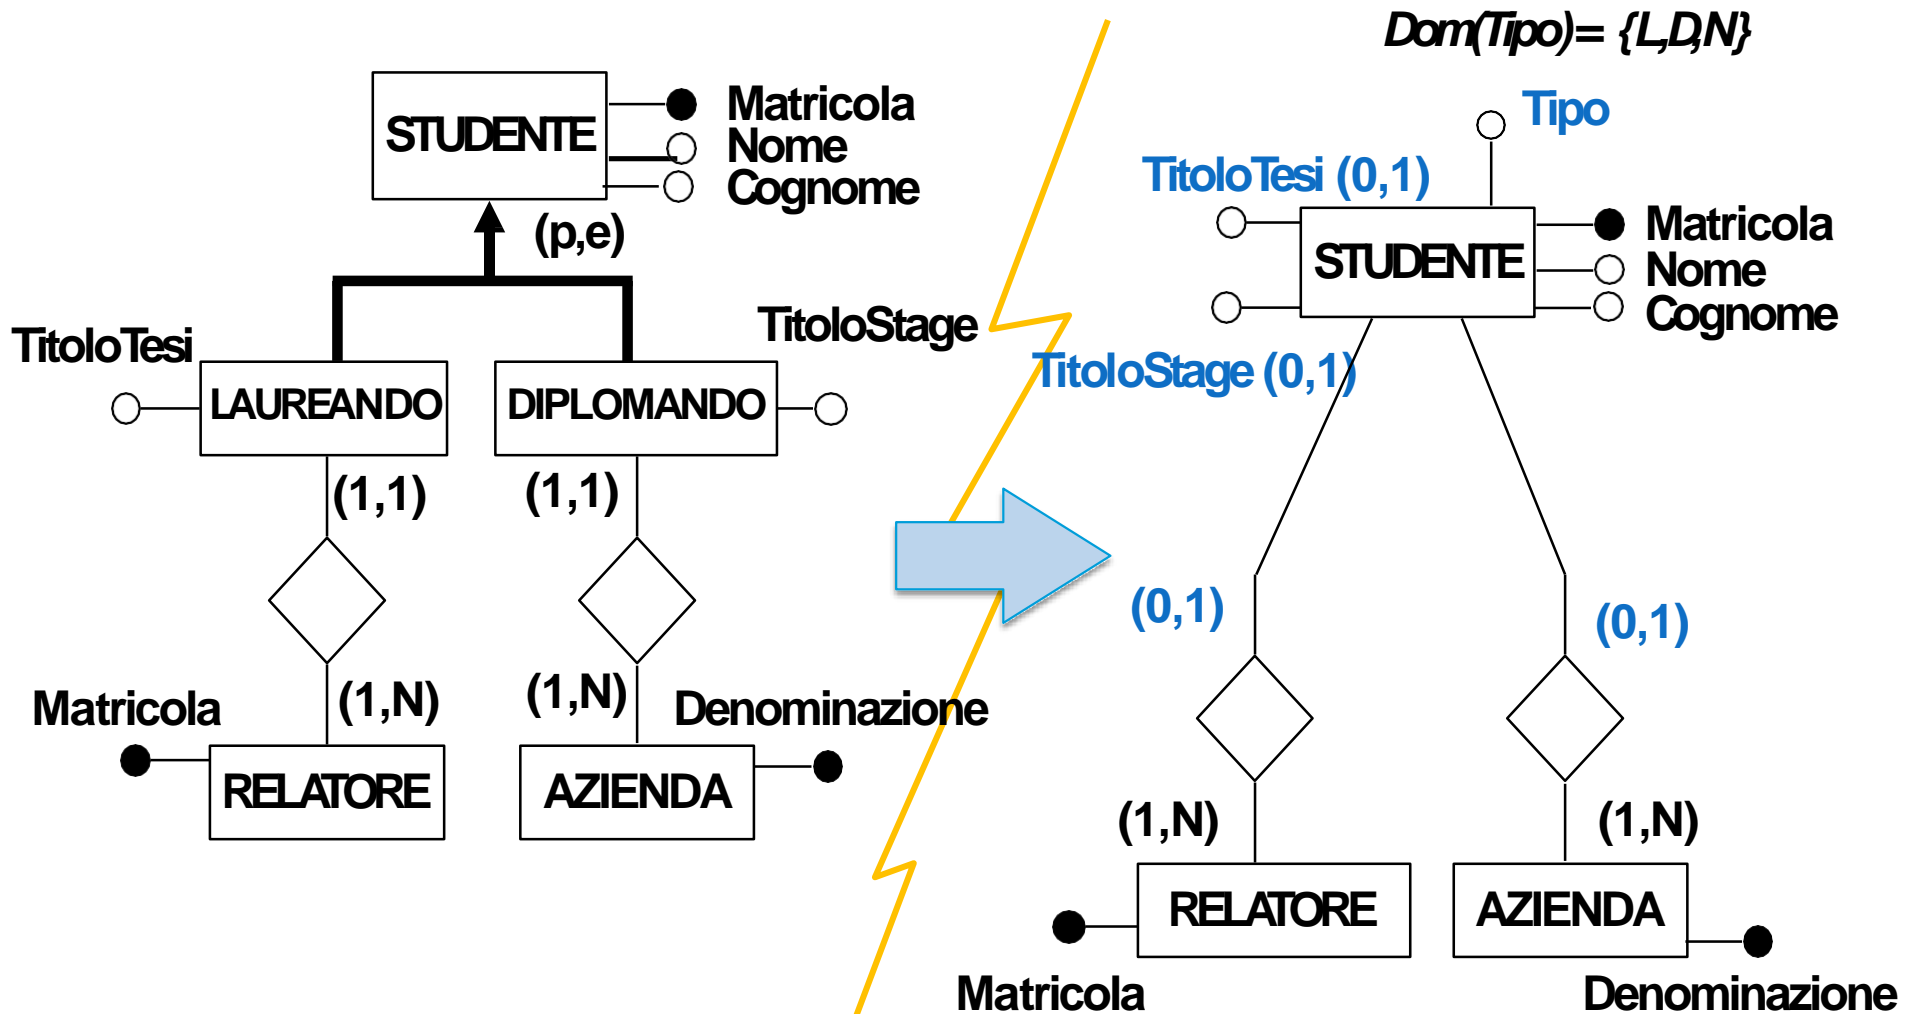 Dom(Tipo)= {L,D,N}
STUDENTE
Matricola
Nome
Cognome
(p,e)
TitoloTesi
TitoloStage
LAUREANDO
DIPLOMANDO
(1,1)
(1,1)
(1,N)
(1,N)
Matricola
Denominazione
RELATORE
AZIENDA
Tipo
TitoloTesi (0,1)
STUDENTE
Matricola
Nome
Cognome
TitoloStage (0,1)
(0,1)
(0,1)
(1,N)
(1,N)
RELATORE
AZIENDA
Matricola
Denominazione